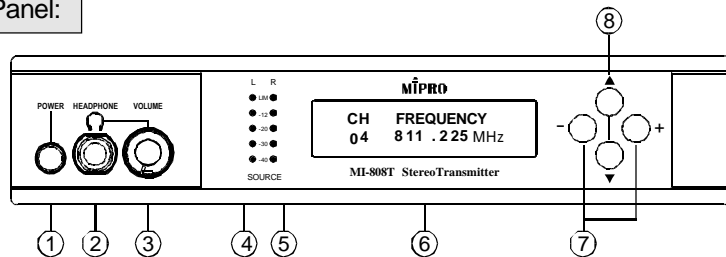 Panel:
8
L R
MIPRO
POWER HEADPHONE VOLUME
LIM
-12
-20
-30
-40
SOURCE
CH FREQUENCY
04 811 .225 MHz
- +
MI-808T StereoTransmitter
1 2 3 4 5 6 7